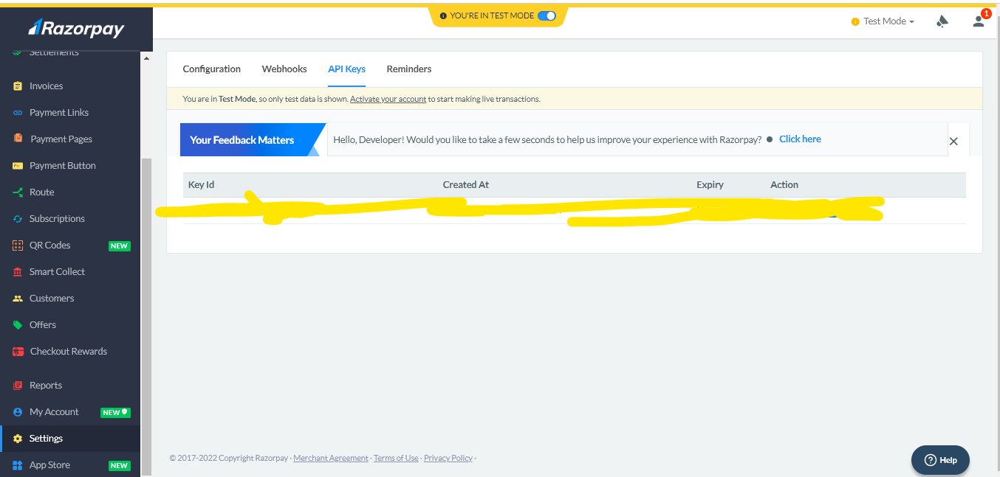 YOU'RE IN TEST MODE
Razorpay
Test Mode
1
Settlements
Invoices
Payment Links
Payment Pages
Payment Button
Route
Subscriptions
QR Codes NEW
Smart Collect
Customers
Offers
Checkout Rewards
Reports
My Account NEW
Settings
App Store NEW
Configuration Webhooks API Keys Reminders
You are in Test Mode, so only test data is shown. Activate your account to start making live transactions.
Your Feedback Matters
Hello, Developer! Would you like to take a few seconds to help us improve your experience with Razorpay? ● Click here
Key Id Created At Expiry Action
© 2017-2022 Copyright Razorpay · Merchant Agreement · Terms of Use · Privacy Policy ·
Help